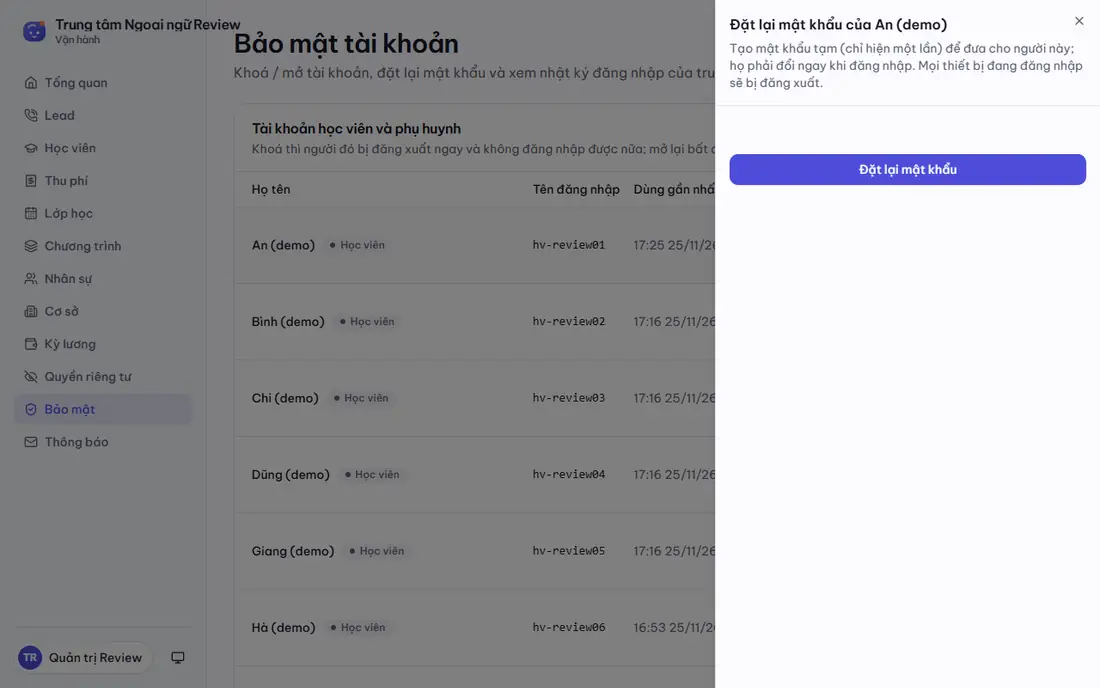 Trung tâm Ngoại ngữ Review
Vận hành
Tổng quan
Lead
Học viên
Thu phí
Lớp học
Chương trình
Nhân sự
Cơ sở
Kỳ lương
Quyền riêng tư
Bảo mật
Thông báo
TR Quản trị Review
Bảo mật tài khoản
Khoá / mở tài khoản, đặt lại mật khẩu và xem nhật ký đăng nhập của
Tài khoản học viên và phụ huynh
Khoá thì người đó bị đăng xuất ngay và không đăng nhập được nữa; mở lại bất
Họ tên Tên đăng nhập Dùng gần
An (demo) Học viên hv-review01 17:25 25/11/26
Bình (demo) Học viên hv-review02 17:16 25/11/26
Chi (demo) Học viên hv-review03 17:16 25/11/26
Dũng (demo) Học viên hv-review04 17:16 25/11/26
Giang (demo) Học viên hv-review05 17:16 25/11/26
Hà (demo) Học viên hv-review06 16:53 25/11/26
Đặt lại mật khẩu của An (demo)
Tạo mật khẩu tạm (chỉ hiện một lần) để đưa cho người này;
họ phải đổi ngay khi đăng nhập. Mọi thiết bị đang đăng nhập
sẽ bị đăng xuất.
Đặt lại mật khẩu